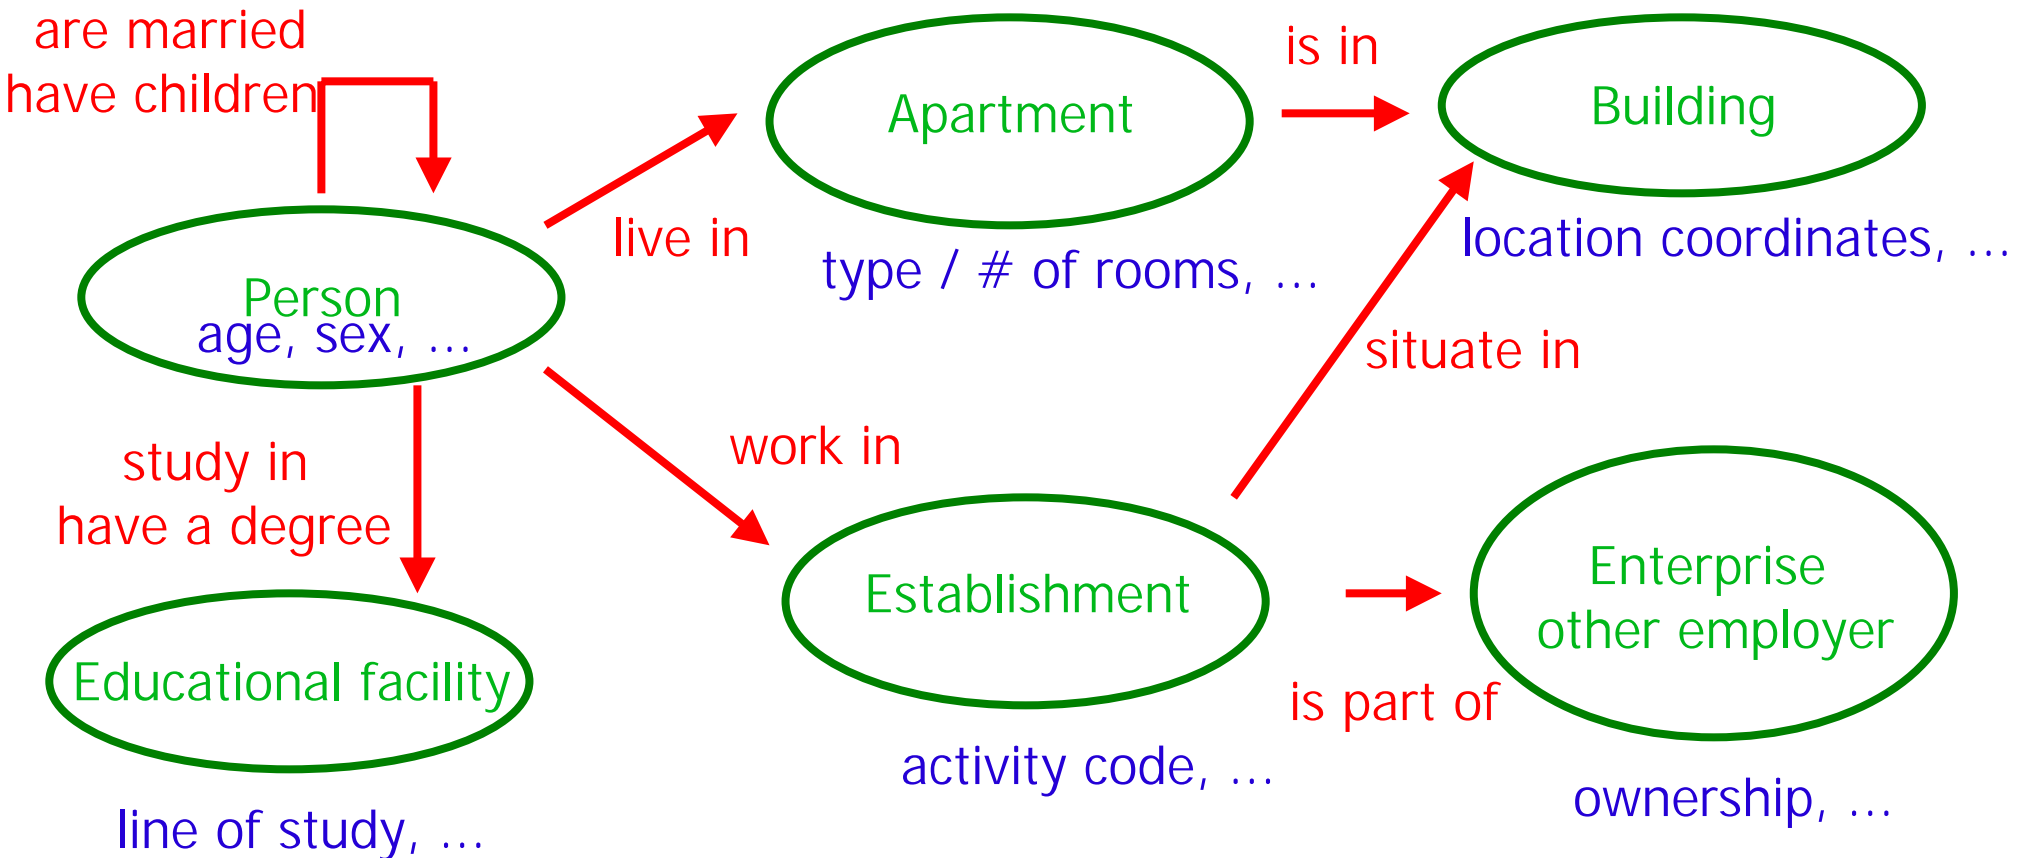 are married
have children
Apartment
is in
Building
live in
type / # of rooms, ...
location coordinates, ...
Person
age, sex, ...
situate in
work in
study in
have a degree
Establishment
Enterprise
other employer
Educational facility
is part of
activity code, ...
ownership, ...
line of study, ...